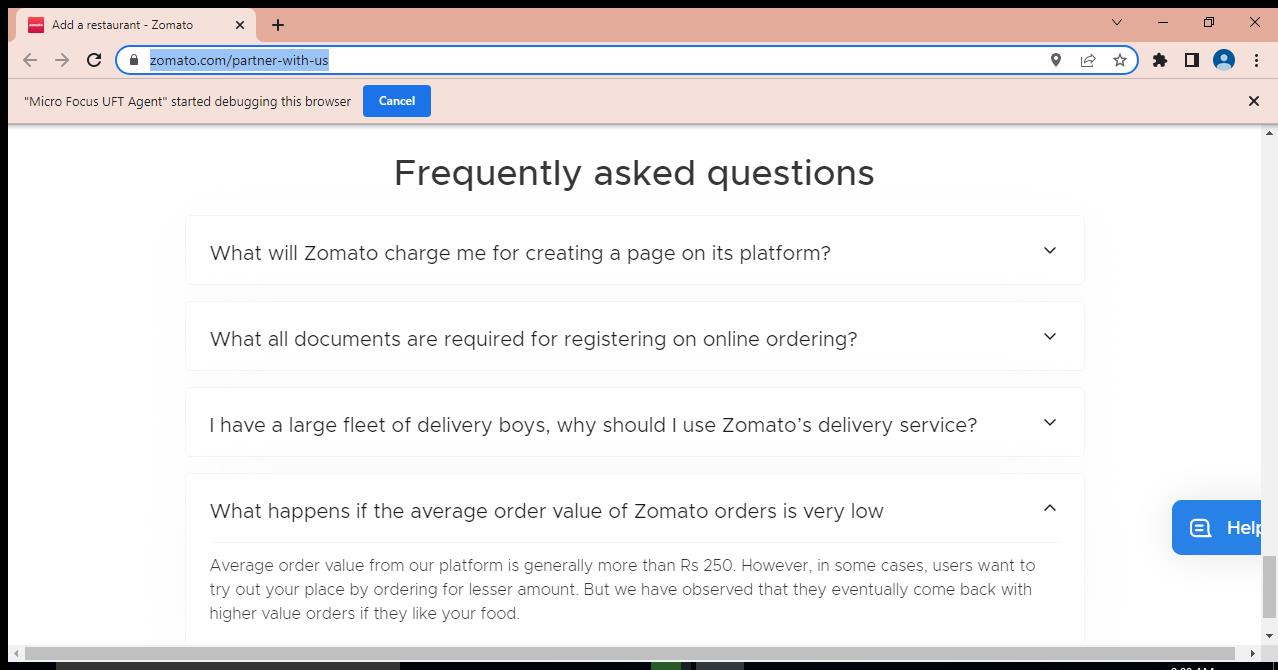 Add a restaurant - Zomato
zomato.com/partner-with-us
"Micro Focus UFT Agent" started debugging this browser
Cancel
Frequently asked questions
What will Zomato charge me for creating a page on its platform?
What all documents are required for registering on online ordering?
I have a large fleet of delivery boys, why should I use Zomato’s delivery service?
What happens if the average order value of Zomato orders is very low
Average order value from our platform is generally more than Rs 250. However, in some cases, users want to
try out your place by ordering for lesser amount. But we have observed that they eventually come back with
higher value orders if they like your food.
Help